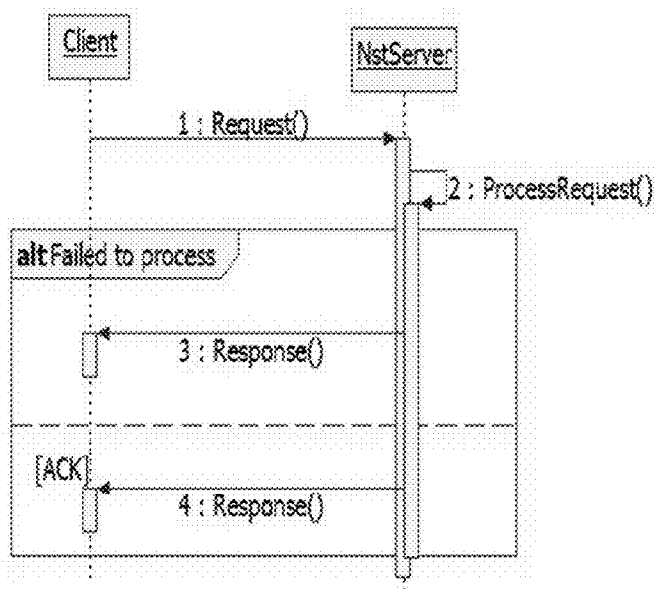 Client
NstServer
1 : Request()
2 : ProcessRequest()
alt Failed to process
3 : Response()
[ACK]
4 : Response()